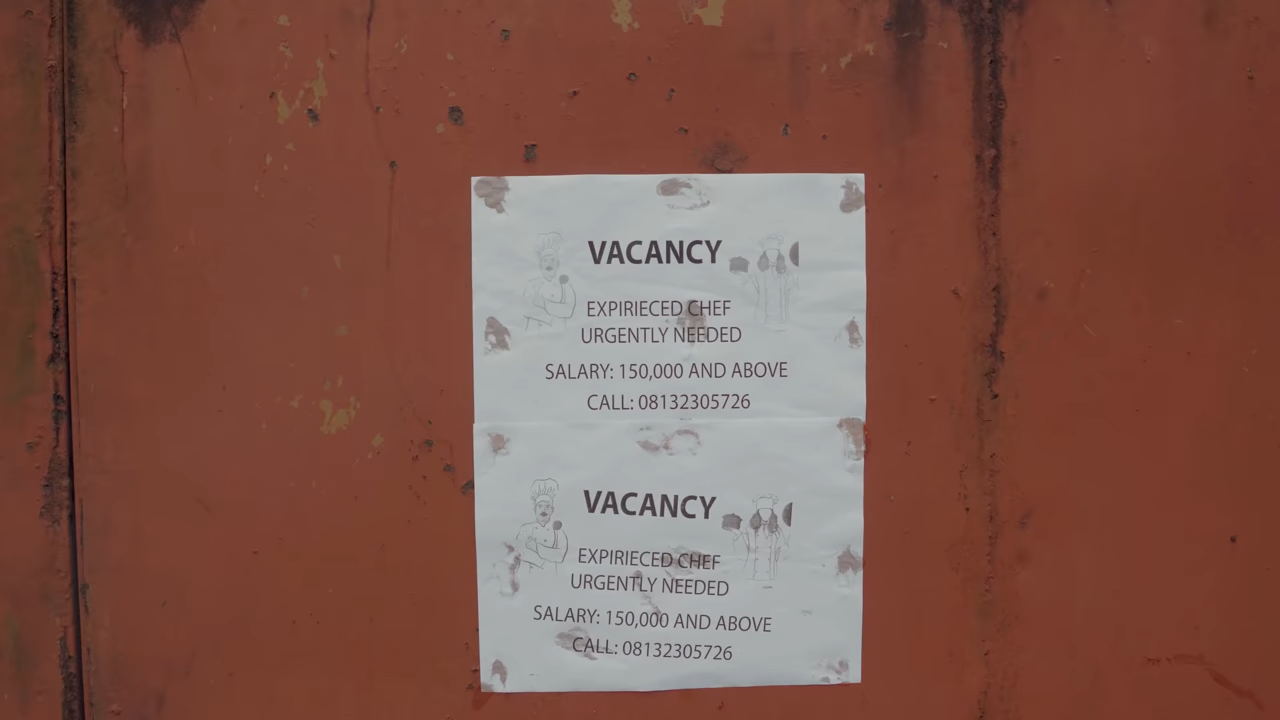 VACANCY
EXPIRIECED CHEF
URGENTLY NEEDED
SALARY: 150,000 AND ABOVE
CALL: 08132305726
VACANCY
EXPIRIECED CHEF
URGENTLY NEEDED
SALARY: 150,000 AND ABOVE
CALL: 08132305726